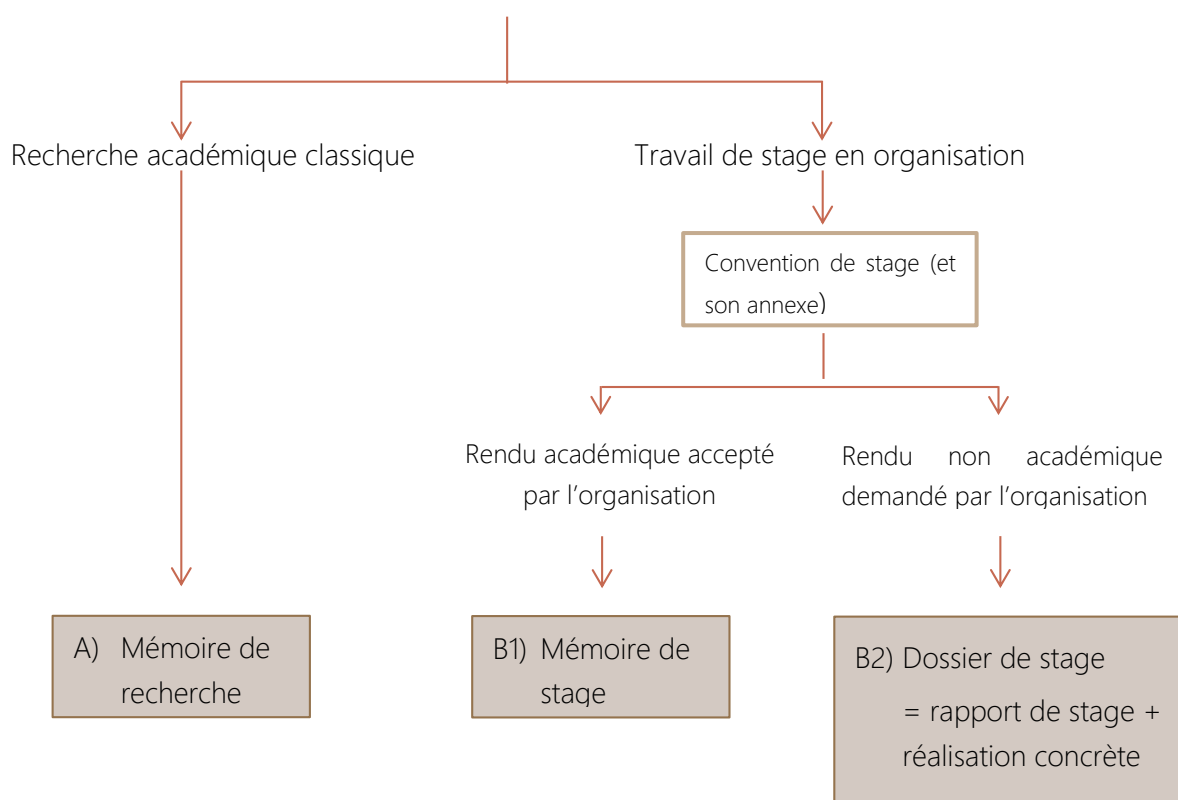 Recherche académique classique
Travail de stage en organisation
Convention de stage (et
son annexe)
Rendu académique accepté
par l'organisation
Rendu non académique
demandé par l'organisation
A) Mémoire de
recherche
B1) Mémoire de
stage
B2) Dossier de stage
= rapport de stage +
réalisation concrète